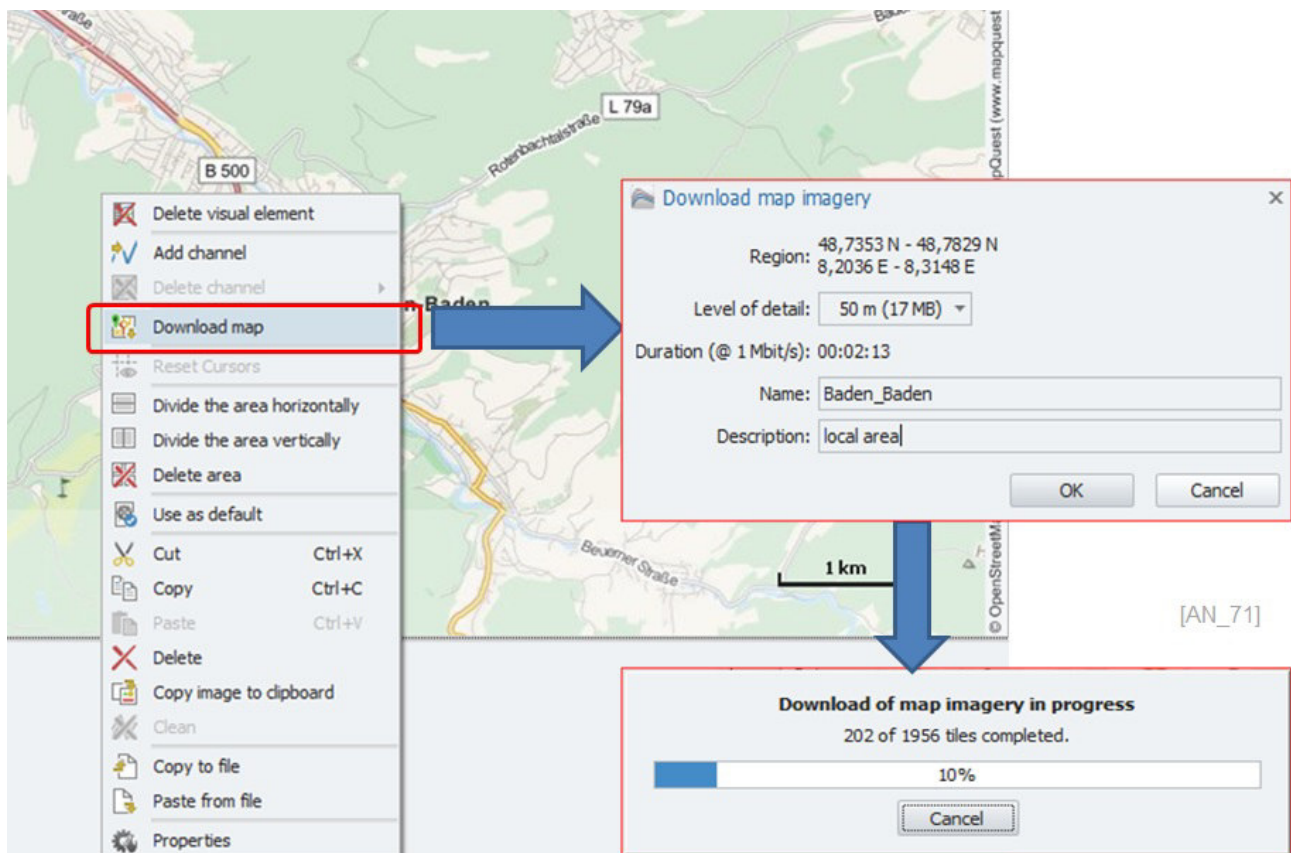 L 79a
Rotenbachtalstraße
B 500
n-Baden
Beuerner Straße
1 km
© OpenStreetMa
pQuest (www.mapquest
Delete visual element
Add channel
Delete channel
Download map
Reset Cursors
Divide the area horizontally
Divide the area vertically
Delete area
Use as default
Cut Ctrl+X
Copy Ctrl+C
Paste Ctrl+V
Delete
Copy image to clipboard
Clean
Copy to file
Paste from file
Properties
Download map imagery
Region: 48,7353 N - 48,7829 N
8,2036 E - 8,3148 E
Level of detail: 50 m (17 MB)
Duration (@ 1 Mbit/s): 00:02:13
Name: Baden_Baden
Description: local area
OK Cancel
[AN_71]
Download of map imagery in progress
202 of 1956 tiles completed.
10%
Cancel